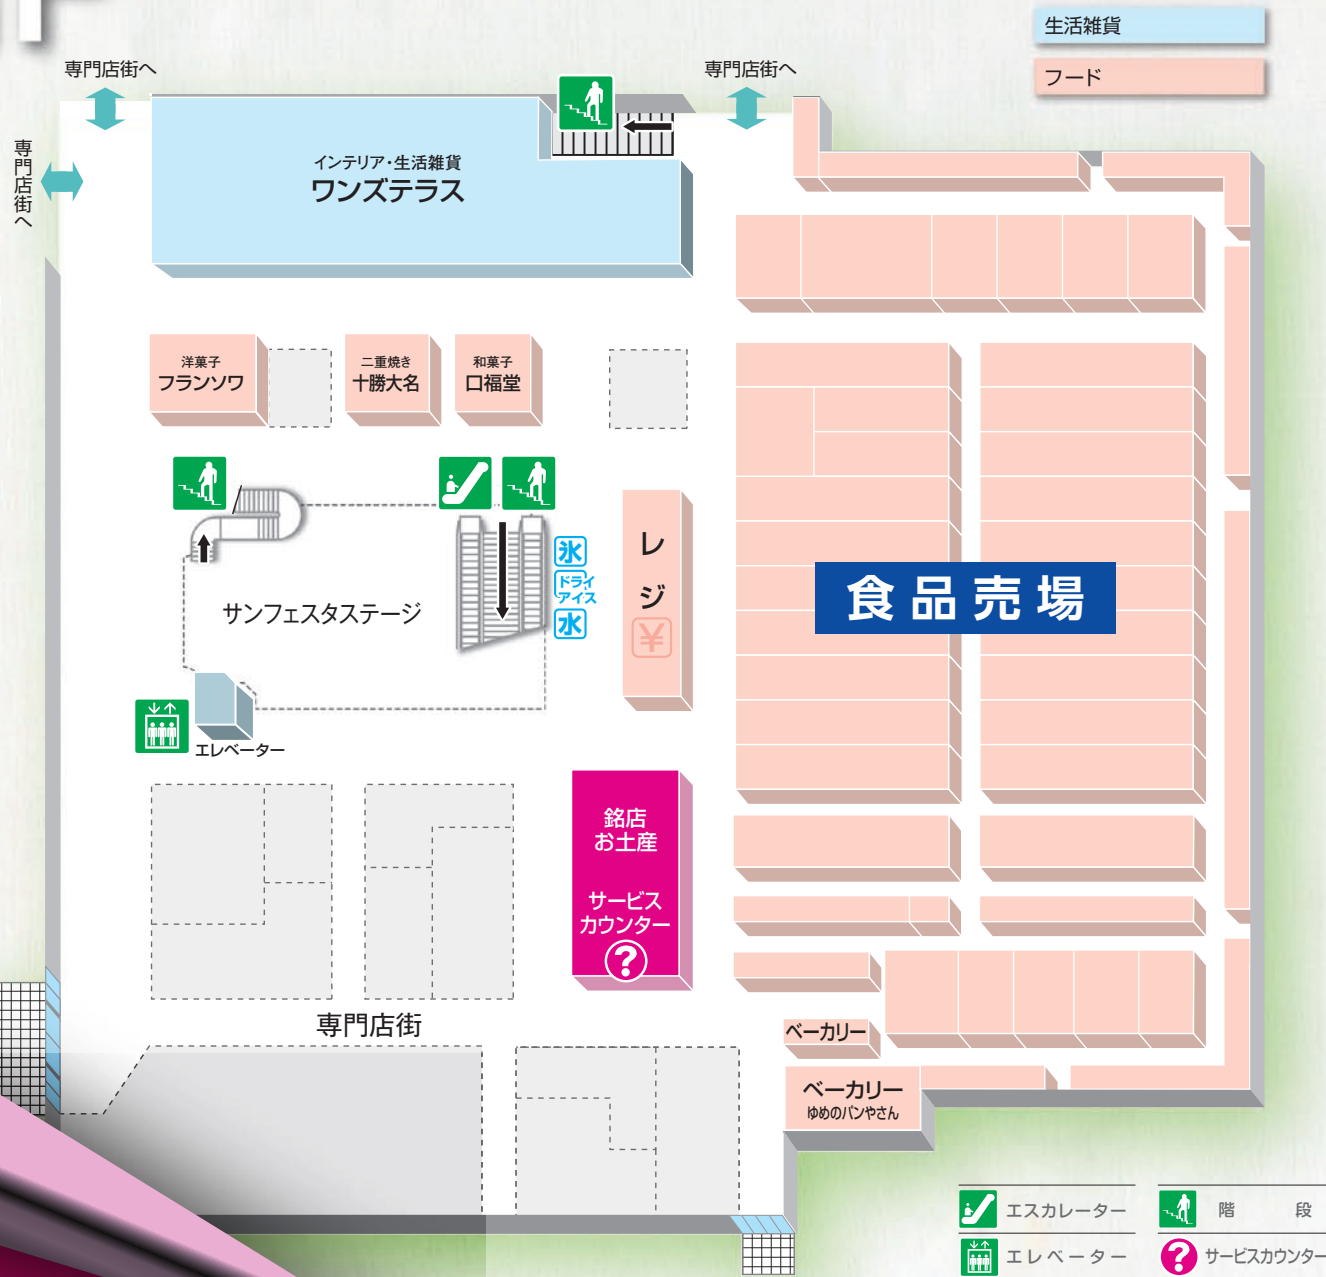 生活雑貨
フード
専門店街へ
専門店街へ
専門店街へ
インテリア・生活雑貨
ワンズテラス
洋菓子
フランソワ
二重焼き
十勝大名
和菓子
口福堂
氷
ドライ
アイス
水
レジ
¥
食品売場
サンフェスタステージ
エレベーター
銘店
お土産
サービス
カウンター
?
専門店街
ベーカリー
ベーカリー
ゆめのパンやさん
エスカレーター
階段
エレベーター
?
サービスカウンター